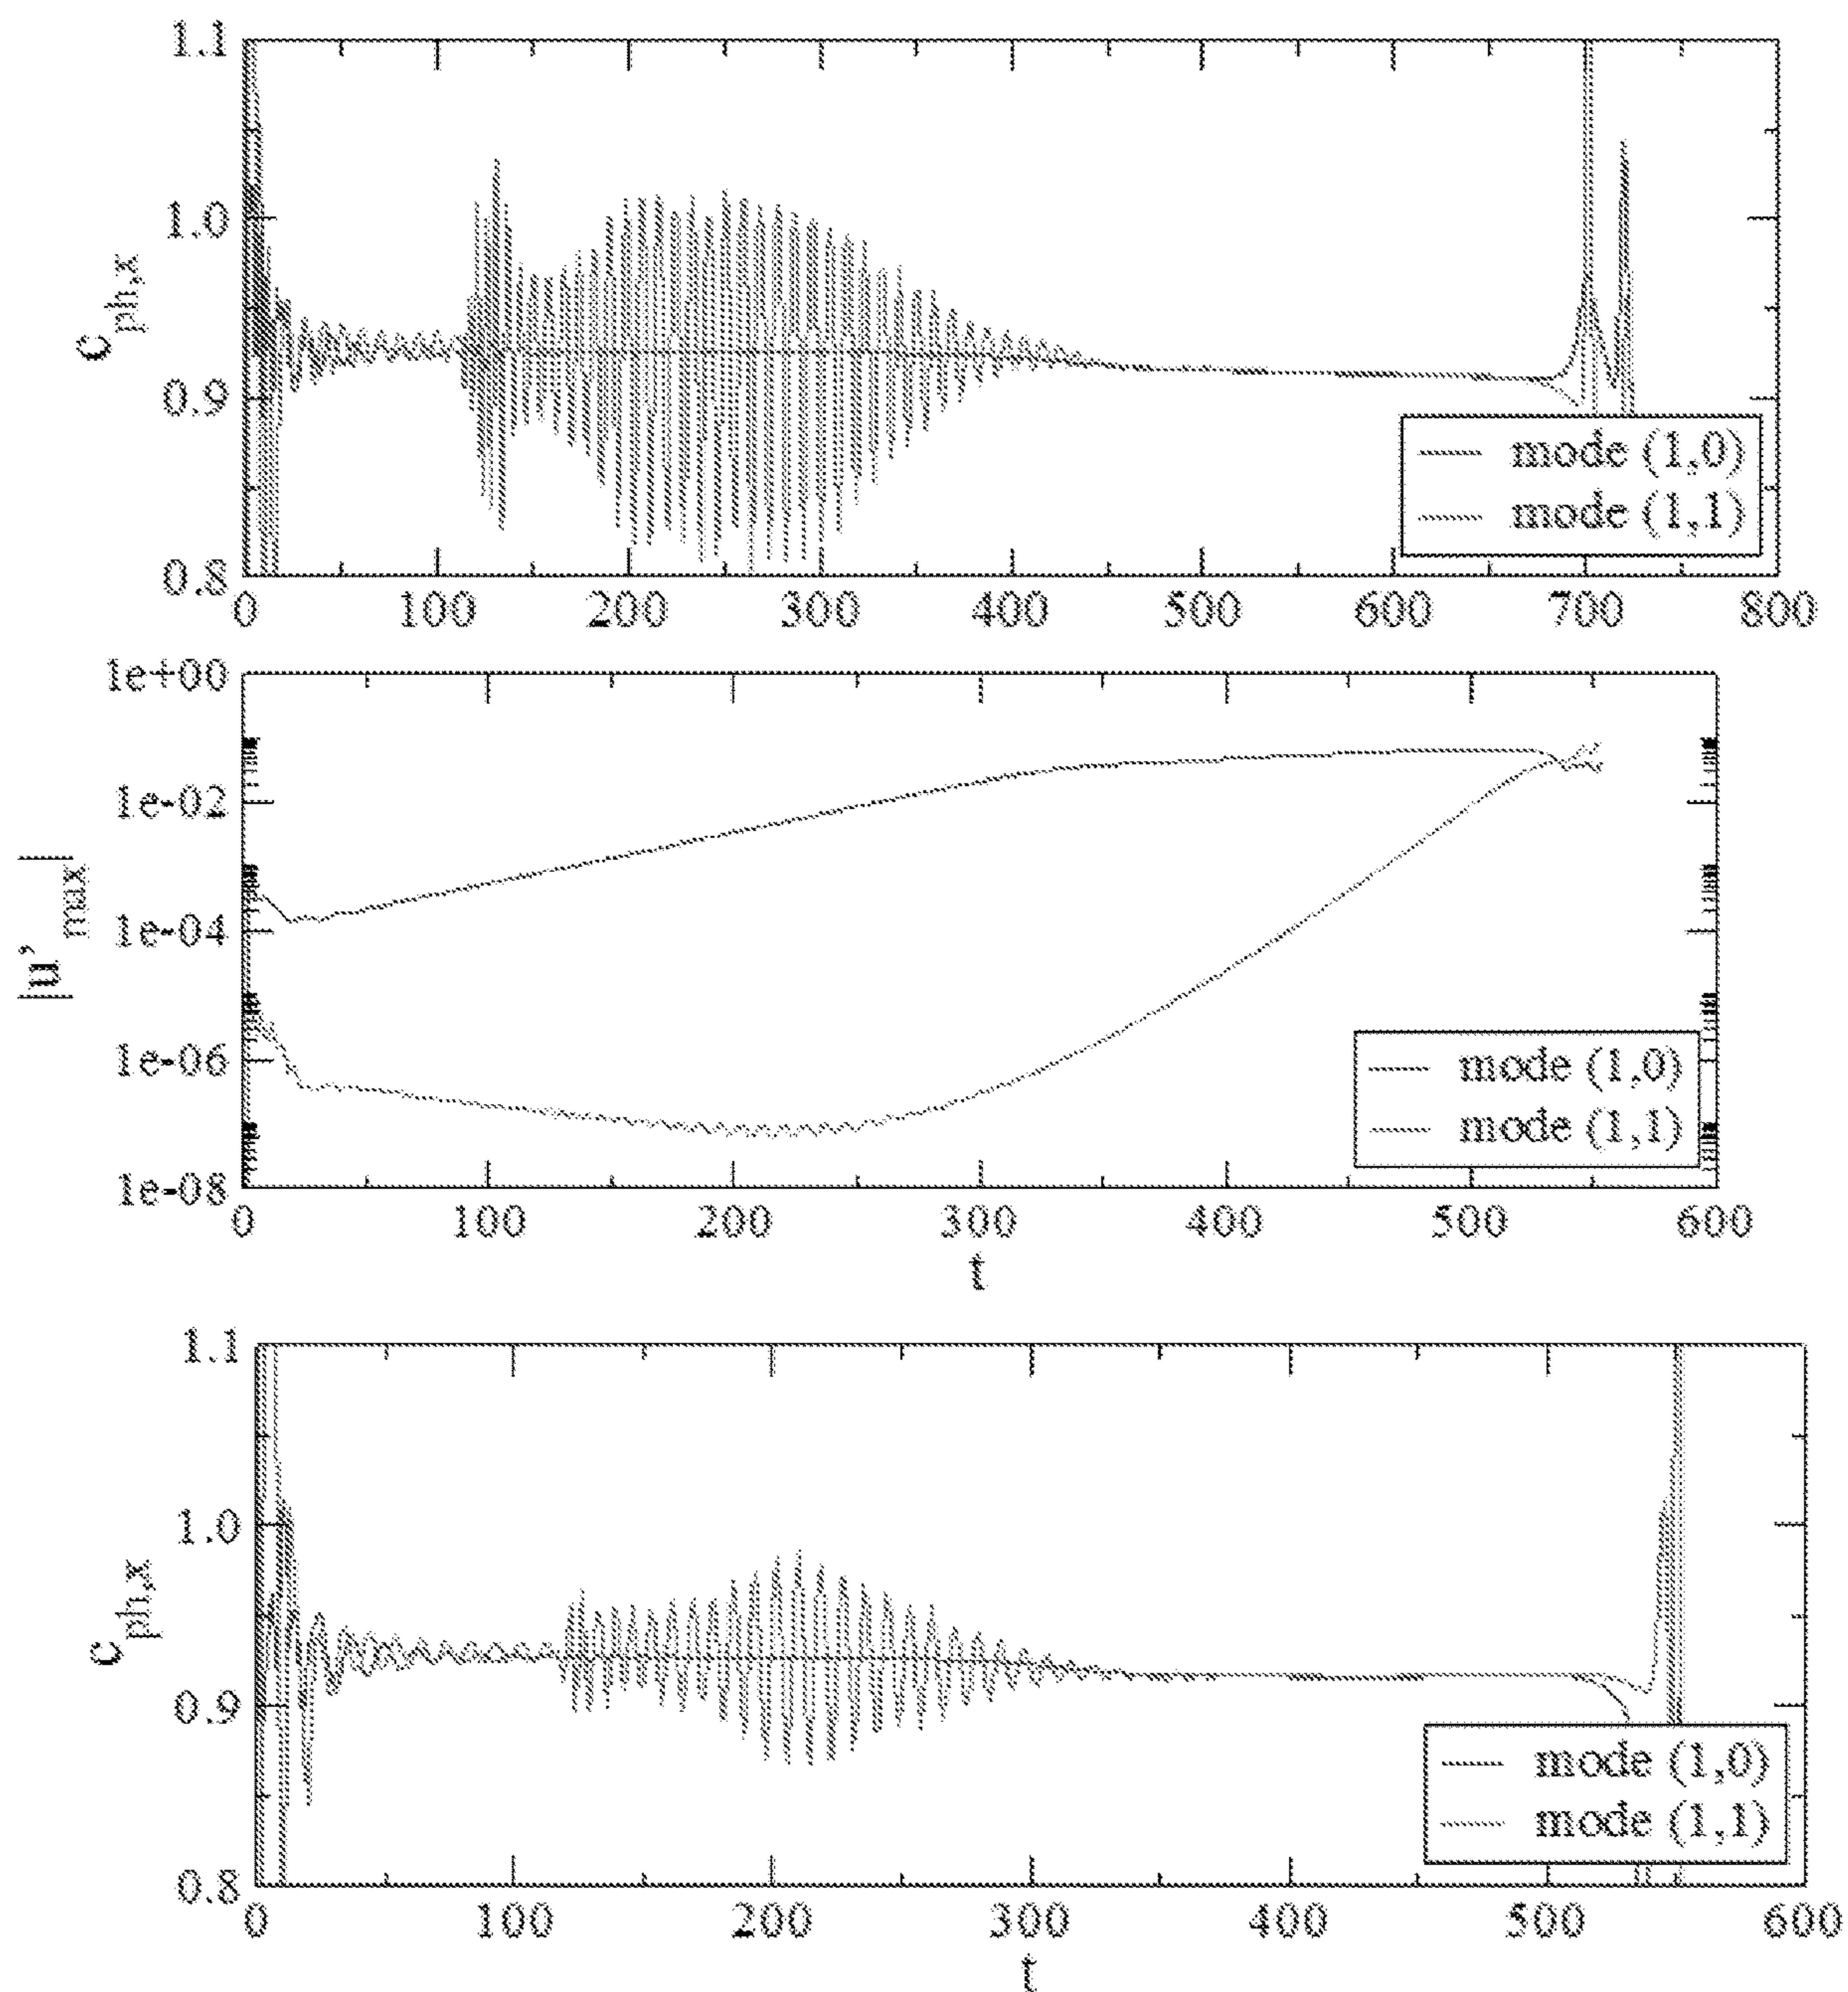 1.1
1.0
0.9
0.8
c ph,x
0 100 200 300 400 500 600 700 800
mode (1,0)
mode (1,1)
1e+00
1e-02
1e-04
1e-06
1e-08
|u' max|
0 100 200 300 400 500 600
t
mode (1,0)
mode (1,1)
1.1
1.0
0.9
0.8
c ph,x
0 100 200 300 400 500 600
t
mode (1,0)
mode (1,1)